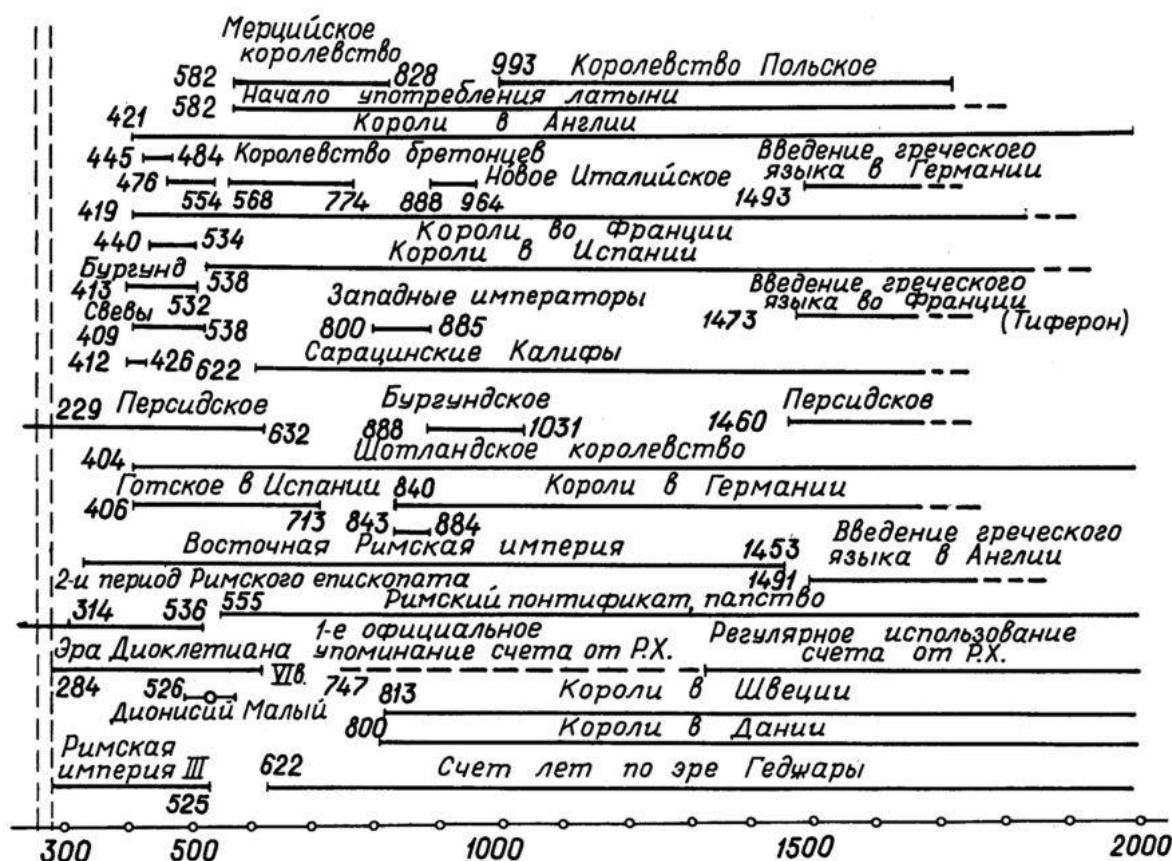 Мерцийское
королевство
582 828 993 Королевство Польское
582 Начало употребления латыни
421 Короли в Англии
445 484 Королевство бретонцев Введение греческого
476 Новое Италийское языка в Германии
554 568 774 888 964 1493
419 Короли во Франции
440 534 Короли в Испании
Бургунд 538
413 532 Западные императоры Введение греческого
Свевы языка во Франции
409 538 800 885 1473 (Тиферон)
412 426 622 Сарацинские Калифы
229 Персидское Бургундское Персидсков
632 888 1031 1460
404 Шотландское королевство
Готское в Испании 840 Короли в Германии
406 713 843 884
Восточная Римская империя 1453 Введение греческого
языка в Англии
2-й период Римского епископата 1491
314 536 555 Римский понтификат, папство
1-е официальное Регулярное использование
Эра Диоклетиана VIв. упоминание счета от Р.Х. счета от Р.Х.
284 526 747 813 Короли в Швеции
Дионисий Малый
800 Короли в Дании
Римская
империя III 622 Счет лет по эре Геджары
525
300 500 1000 1500 2000